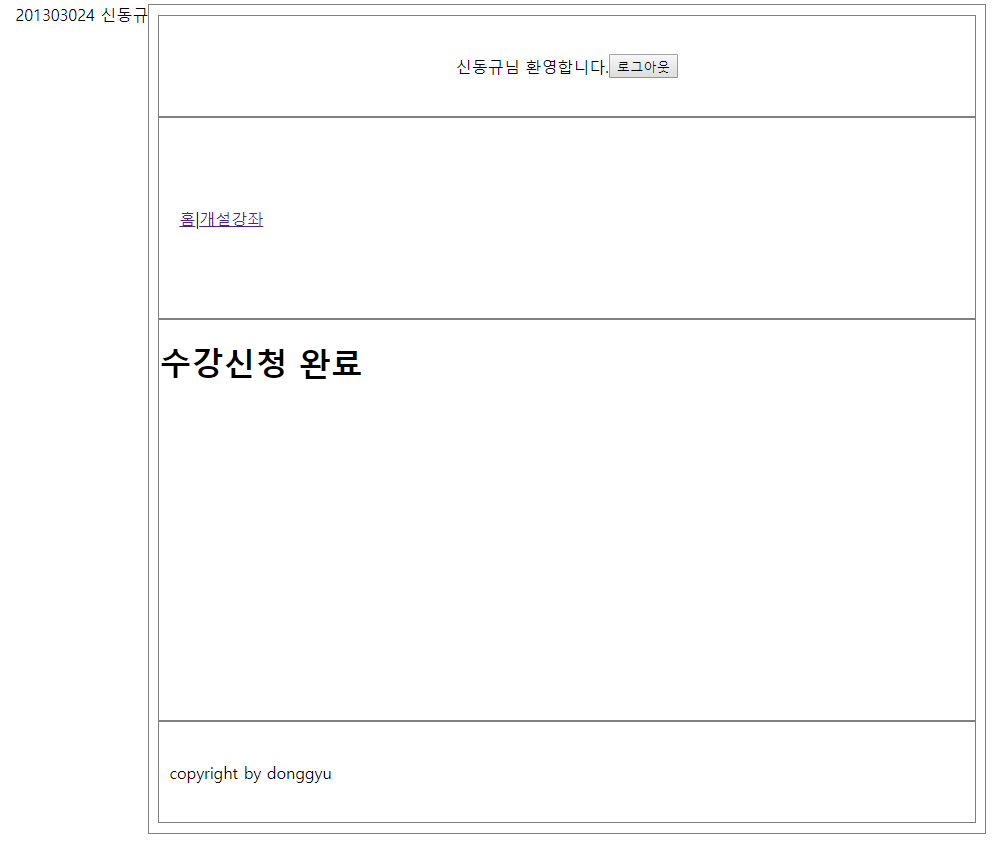 201303024 신동규
신동규님 환영합니다.로그아웃
홈|개설강좌
수강신청 완료
copyright by donggyu